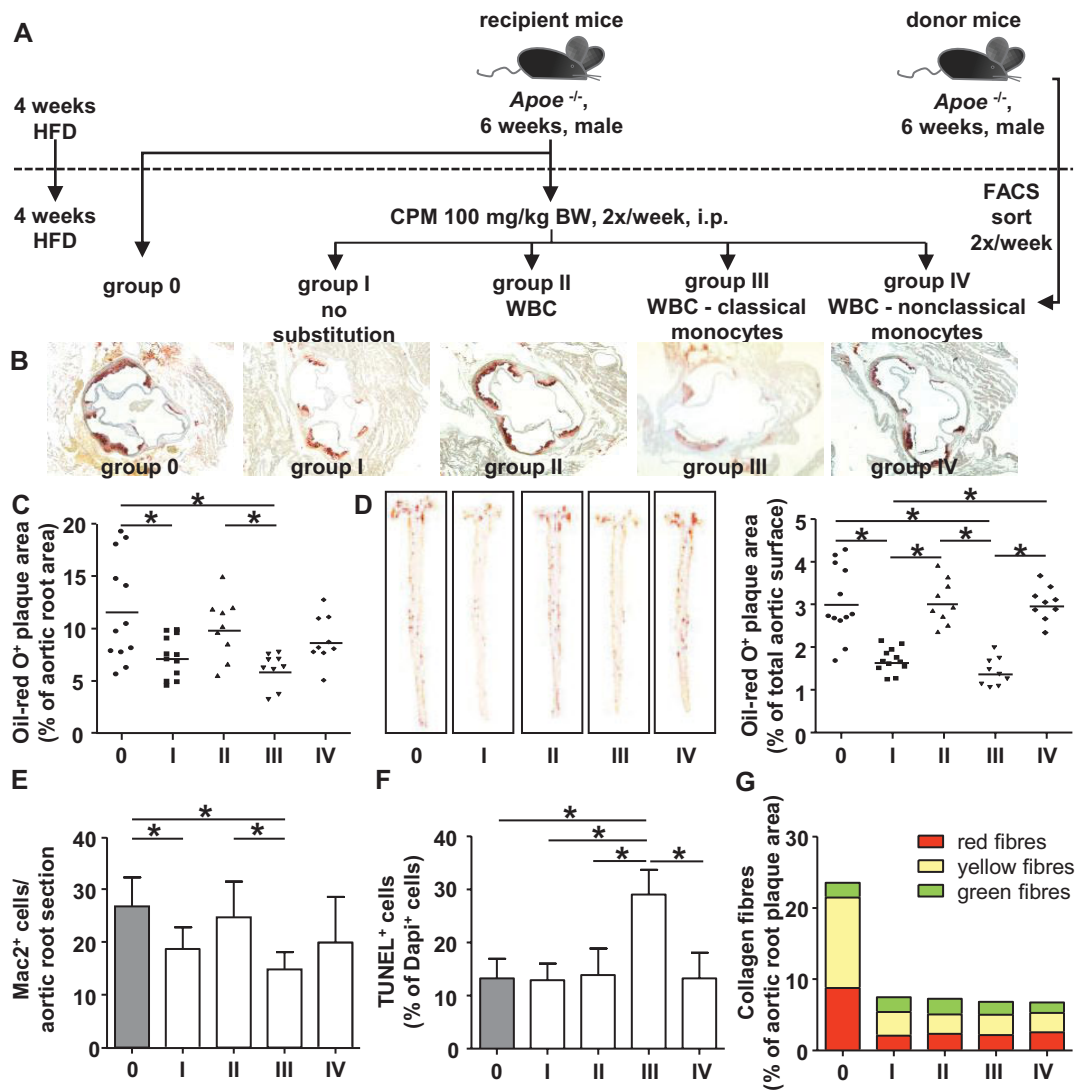 A
recipient mice
donor mice
Apoe -/-,
6 weeks, male
Apoe -/-,
6 weeks, male
4 weeks
HFD
4 weeks
HFD
FACS
sort
2x/week
CPM 100 mg/kg BW, 2x/week, i.p.
group 0
group I
no
substitution
group II
WBC
group III
WBC - classical
monocytes
group IV
WBC - nonclassical
monocytes
B
group 0
group I
group II
group III
group IV
C
Oil-red O+ plaque area
(% of aortic root area)
20
15
10
5
0
*
*
*
0 I II III IV
D
0 I II III IV
Oil-red O+ plaque area
(% of total aortic surface)
5
4
3
2
1
0
*
*
*
*
*
*
0 I II III IV
E
Mac2+ cells/
aortic root section
40
30
20
10
0
*
*
*
0 I II III IV
F
TUNEL+ cells
(% of Dapi+ cells)
40
30
20
10
0
*
*
*
*
0 I II III IV
G
Collagen fibres
(% of aortic root plaque area)
30
20
10
0
red fibres
yellow fibres
green fibres
0 I II III IV